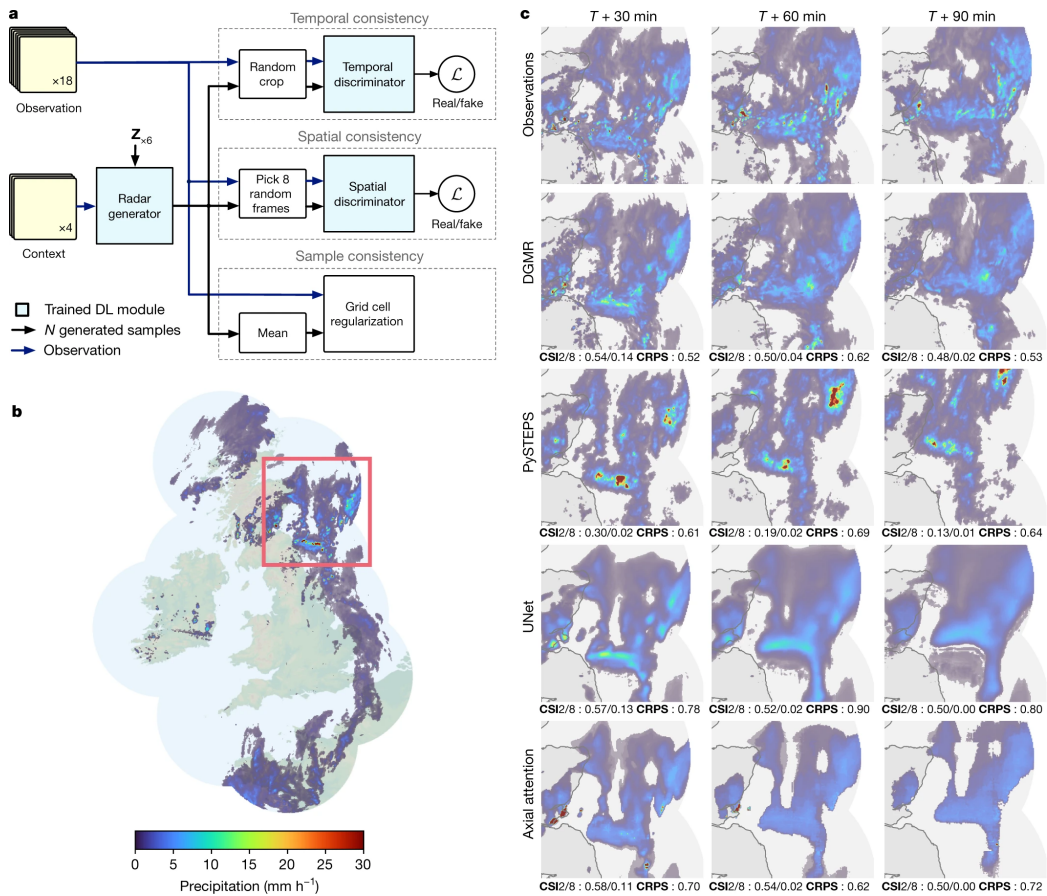 a
Temporal consistency
×18
Observation
Random
crop
Temporal
discriminator
ℒ
Real/fake
Spatial consistency
Z×6
×4
Context
Radar
generator
Pick 8
random
frames
Spatial
discriminator
ℒ
Real/fake
Sample consistency
Mean
Grid cell
regularization
Trained DL module
N generated samples
Observation
b
0 5 10 15 20 25 30
Precipitation (mm h−1)
c
T + 30 min T + 60 min T + 90 min
Observations
DGMR
CSI2/8 : 0.54/0.14 CRPS : 0.52 CSI2/8 : 0.50/0.04 CRPS : 0.62 CSI2/8 : 0.48/0.02 CRPS : 0.53
PySTEPS
CSI2/8 : 0.30/0.02 CRPS : 0.61 CSI2/8 : 0.19/0.02 CRPS : 0.69 CSI2/8 : 0.13/0.01 CRPS : 0.64
UNet
CSI2/8 : 0.57/0.13 CRPS : 0.78 CSI2/8 : 0.52/0.02 CRPS : 0.90 CSI2/8 : 0.50/0.00 CRPS : 0.80
Axial attention
CSI2/8 : 0.58/0.11 CRPS : 0.70 CSI2/8 : 0.54/0.02 CRPS : 0.62 CSI2/8 : 0.50/0.00 CRPS : 0.72